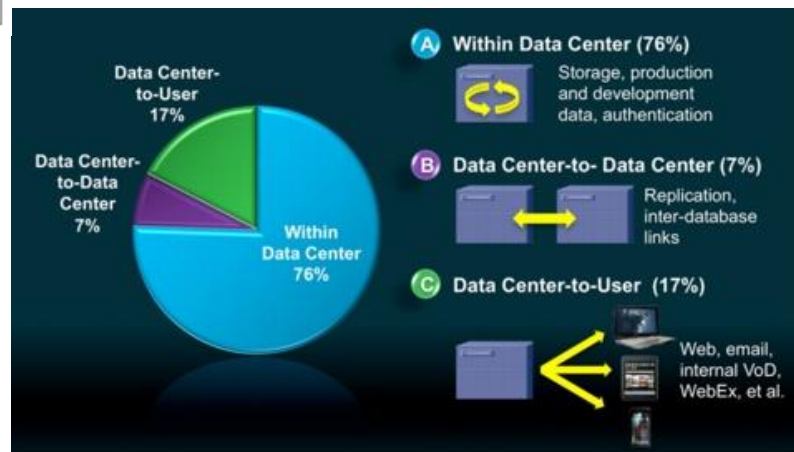 Data Center-
to-User
17%
Data Center-
to-Data
Center
7%
Within
Data Center
76%
A Within Data Center (76%)
Storage, production
and development
data, authentication
B Data Center-to- Data Center (7%)
Replication,
inter-database
links
C Data Center-to-User (17%)
Web, email,
internal VoD,
WebEx, et al.